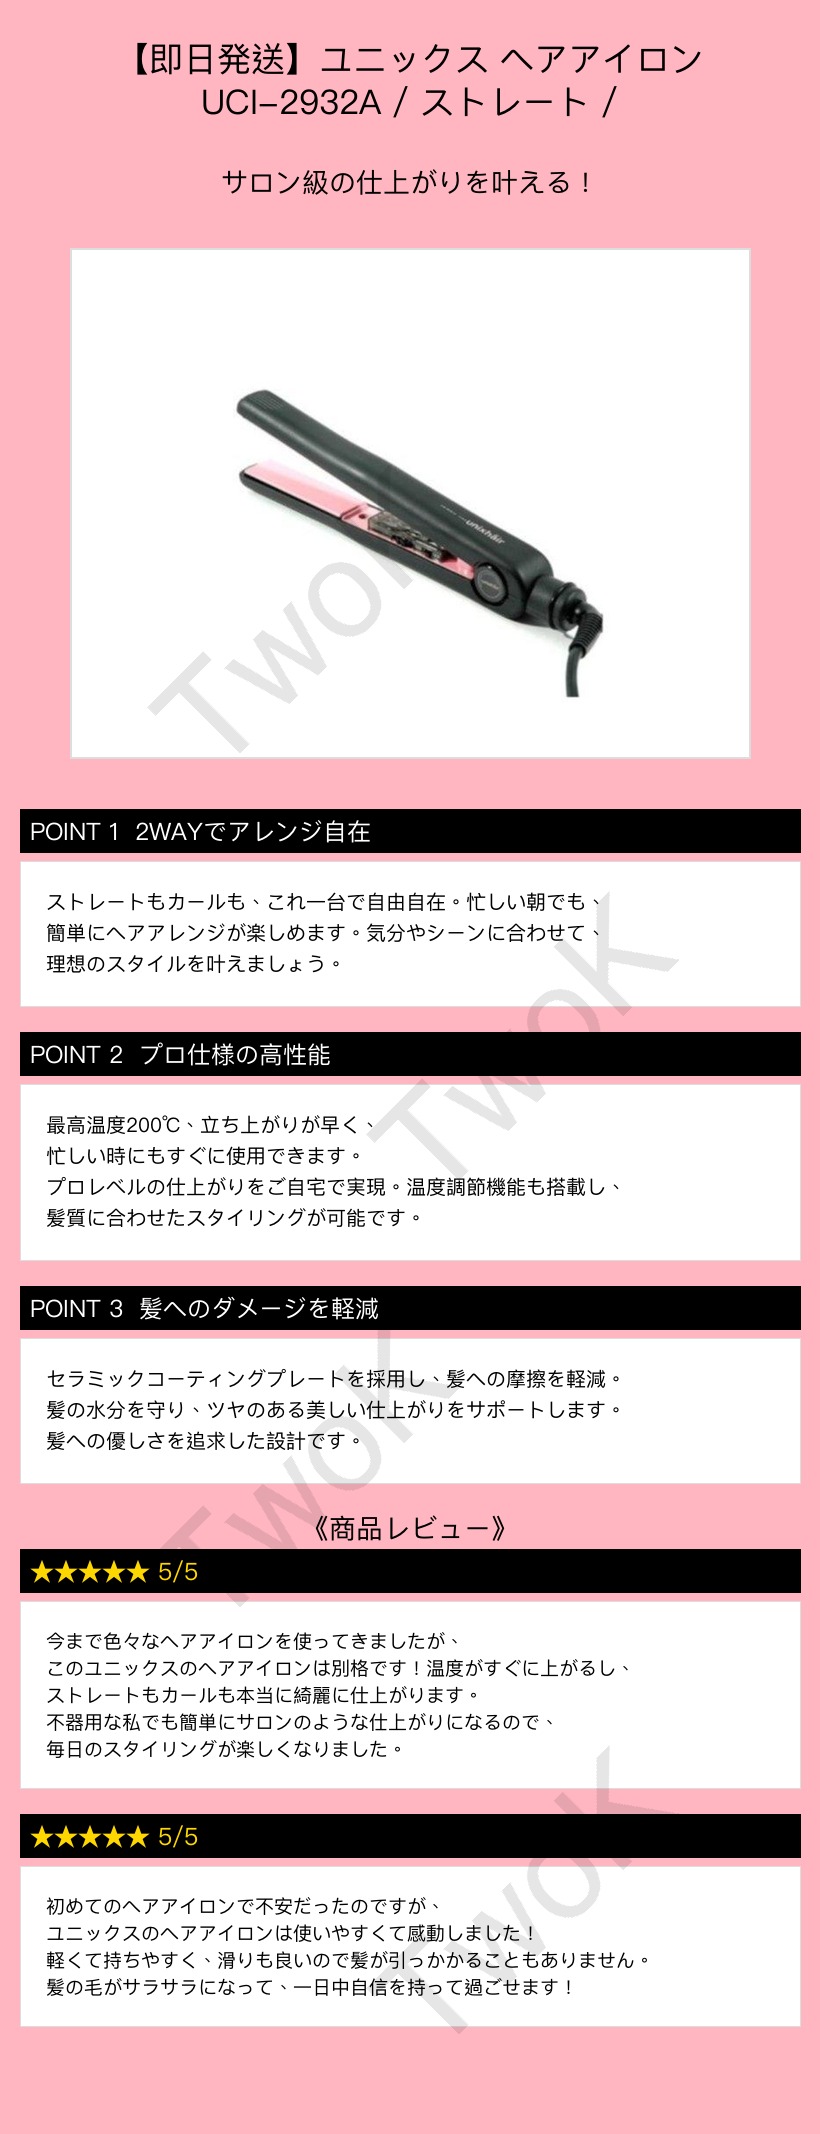 【即日発送】ユニックス ヘアアイロン
UCI-2932A / ストレート /
サロン級の仕上がりを叶える！
unixhair
TwoK
POINT 1 2WAYでアレンジ自在
ストレートもカールも、これ一台で自由自在。忙しい朝でも、
簡単にヘアアレンジが楽しめます。気分やシーンに合わせて、
理想のスタイルを叶えましょう。
TwoK
POINT 2 プロ仕様の高性能
最高温度200℃、立ち上がりが早く、
忙しい時にもすぐに使用できます。
プロレベルの仕上がりをご自宅で実現。温度調節機能も搭載し、
髪質に合わせたスタイリングが可能です。
POINT 3 髪へのダメージを軽減
セラミックコーティングプレートを採用し、髪への摩擦を軽減。
髪の水分を守り、ツヤのある美しい仕上がりをサポートします。
髪への優しさを追求した設計です。
TwoK
《商品レビュー》
★★★★★ 5/5
今まで色々なヘアアイロンを使ってきましたが、
このユニックスのヘアアイロンは別格です！温度がすぐに上がるし、
ストレートもカールも本当に綺麗に仕上がります。
不器用な私でも簡単にサロンのような仕上がりになるので、
毎日のスタイリングが楽しくなりました。
★★★★★ 5/5
初めてのヘアアイロンで不安だったのですが、
ユニックスのヘアアイロンは使いやすくて感動しました！
軽くて持ちやすく、滑りも良いので髪が引っかかることもありません。
髪の毛がサラサラになって、一日中自信を持って過ごせます！
TwoK